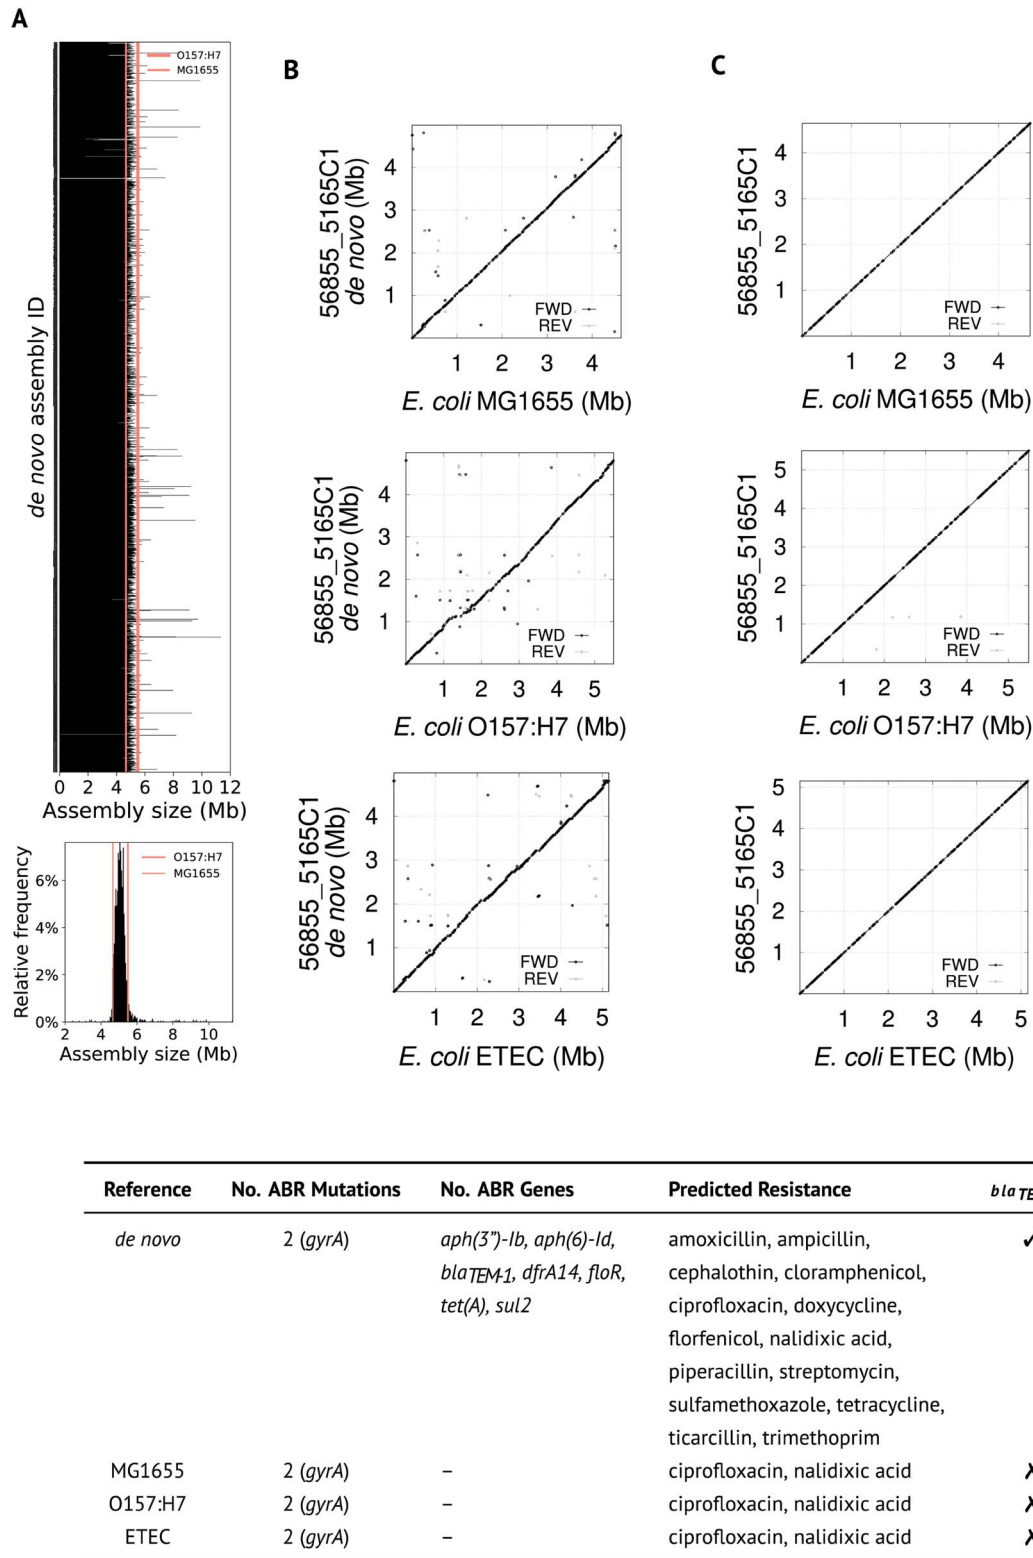 A
O157:H7
MG1655
de novo assembly ID
0 2 4 6 8 10 12
Assembly size (Mb)
O157:H7
MG1655
Relative frequency
6%
4%
2%
0%
2 4 6 8 10
Assembly size (Mb)
B
56855_5165C1
de novo (Mb)
4
3
2
1
FWD
REV
1 2 3 4
E. coli MG1655 (Mb)
56855_5165C1
de novo (Mb)
4
3
2
1
FWD
REV
1 2 3 4 5
E. coli O157:H7 (Mb)
56855_5165C1
de novo (Mb)
4
3
2
1
FWD
REV
1 2 3 4 5
E. coli ETEC (Mb)
C
56855_5165C1
4
3
2
1
FWD
REV
1 2 3 4
E. coli MG1655 (Mb)
56855_5165C1
5
4
3
2
1
FWD
REV
1 2 3 4 5
E. coli O157:H7 (Mb)
56855_5165C1
5
4
3
2
1
FWD
REV
1 2 3 4 5
E. coli ETEC (Mb)
Reference No. ABR Mutations No. ABR Genes Predicted Resistance blaTE
de novo 2 (gyrA) aph(3”)-Ib, aph(6)-Id, amoxicillin, ampicillin, ✓
blaTEM-1, dfrA14, floR, cephalothin, cloramphenicol,
tet(A), sul2 ciprofloxacin, doxycycline,
florfenicol, nalidixic acid,
piperacillin, streptomycin,
sulfamethoxazole, tetracycline,
ticarcillin, trimethoprim
MG1655 2 (gyrA) – ciprofloxacin, nalidixic acid ✗
O157:H7 2 (gyrA) – ciprofloxacin, nalidixic acid ✗
ETEC 2 (gyrA) – ciprofloxacin, nalidixic acid ✗